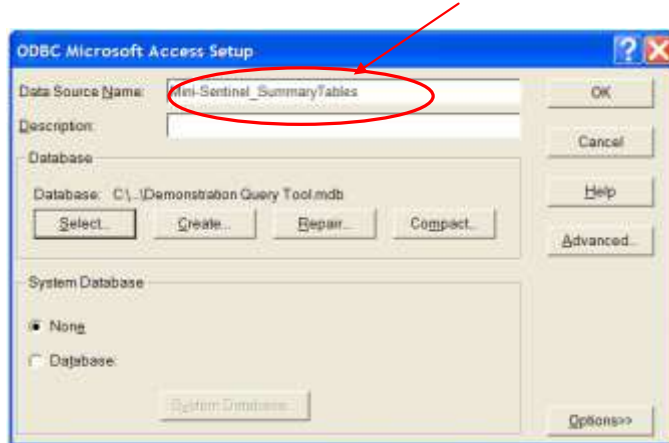 ODBC Microsoft Access Setup
Data Source Name: Mini-Sentinel_SummaryTables
OK
Description:
Cancel
Database
Database: C:\...\Demonstration Query Tool.mdb
Help
Select... Create... Repair... Compact...
Advanced...
System Database
None
Database:
System Database...
Options>>